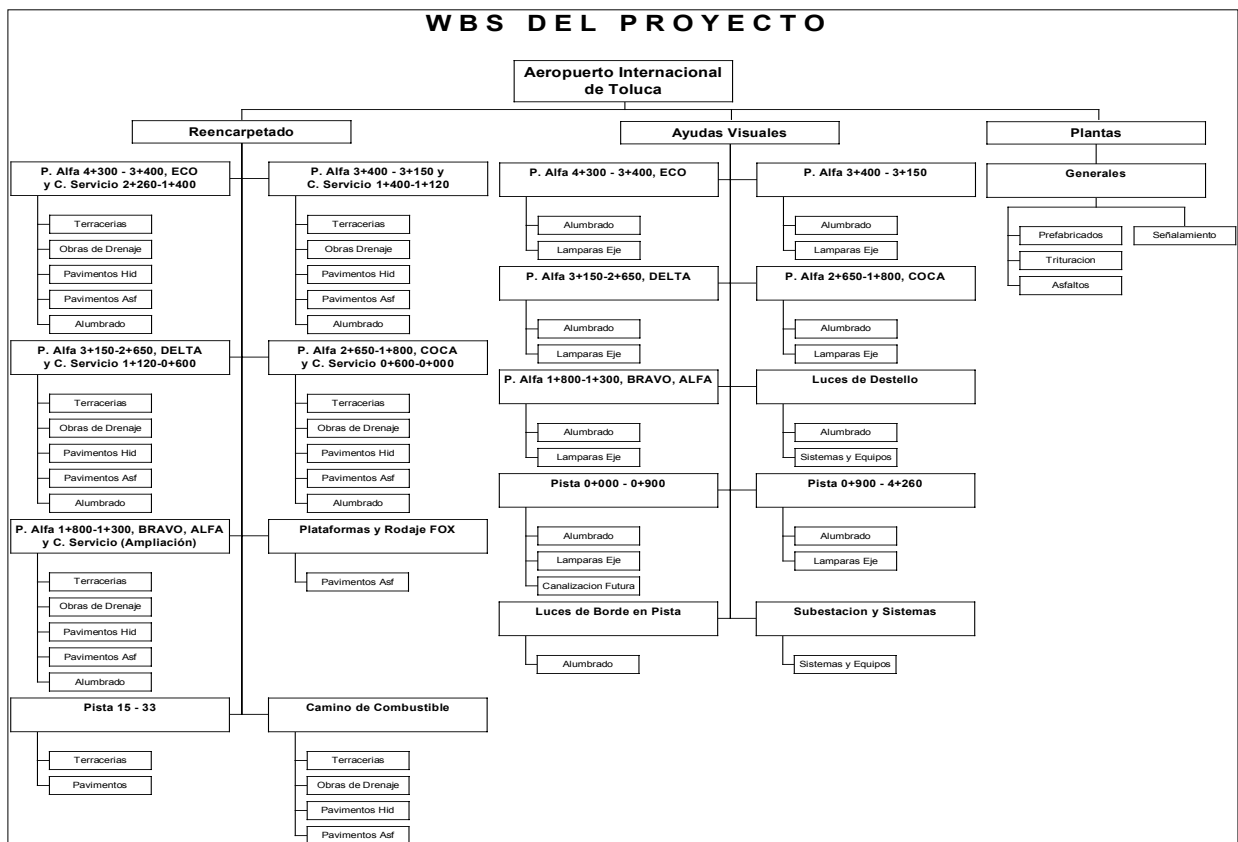 WBS DEL PROYECTO
Aeropuerto Internacional
de Toluca
Reencarpetado
P. Alfa 4+300 - 3+400, ECO
y C. Servicio 2+260-1+400
Terracerias
Obras de Drenaje
Pavimentos Hid
Pavimentos Asf
Alumbrado
P. Alfa 3+400 - 3+150 y
C. Servicio 1+400-1+120
Terracerias
Obras Drenaje
Pavimentos Hid
Pavimentos Asf
Alumbrado
P. Alfa 3+150-2+650, DELTA
y C. Servicio 1+120-0+600
Terracerias
Obras de Drenaje
Pavimentos Hid
Pavimentos Asf
Alumbrado
P. Alfa 2+650-1+800, COCA
y C. Servicio 0+600-0+000
Terracerias
Obras de Drenaje
Pavimentos Hid
Pavimentos Asf
Alumbrado
P. Alfa 1+800-1+300, BRAVO, ALFA
y C. Servicio (Ampliación)
Terracerias
Obras de Drenaje
Pavimentos Hid
Pavimentos Asf
Alumbrado
Plataformas y Rodaje FOX
Pavimentos Asf
Pista 15 - 33
Terracerias
Pavimentos
Camino de Combustible
Terracerias
Obras de Drenaje
Pavimentos Hid
Pavimentos Asf
Ayudas Visuales
P. Alfa 4+300 - 3+400, ECO
Alumbrado
Lamparas Eje
P. Alfa 3+400 - 3+150
Alumbrado
Lamparas Eje
P. Alfa 3+150-2+650, DELTA
Alumbrado
Lamparas Eje
P. Alfa 2+650-1+800, COCA
Alumbrado
Lamparas Eje
P. Alfa 1+800-1+300, BRAVO, ALFA
Alumbrado
Lamparas Eje
Luces de Destello
Alumbrado
Sistemas y Equipos
Pista 0+000 - 0+900
Alumbrado
Lamparas Eje
Canalizacion Futura
Pista 0+900 - 4+260
Alumbrado
Lamparas Eje
Luces de Borde en Pista
Alumbrado
Subestacion y Sistemas
Sistemas y Equipos
Plantas
Generales
Prefabricados
Trituracion
Asfaltos
Señalamiento